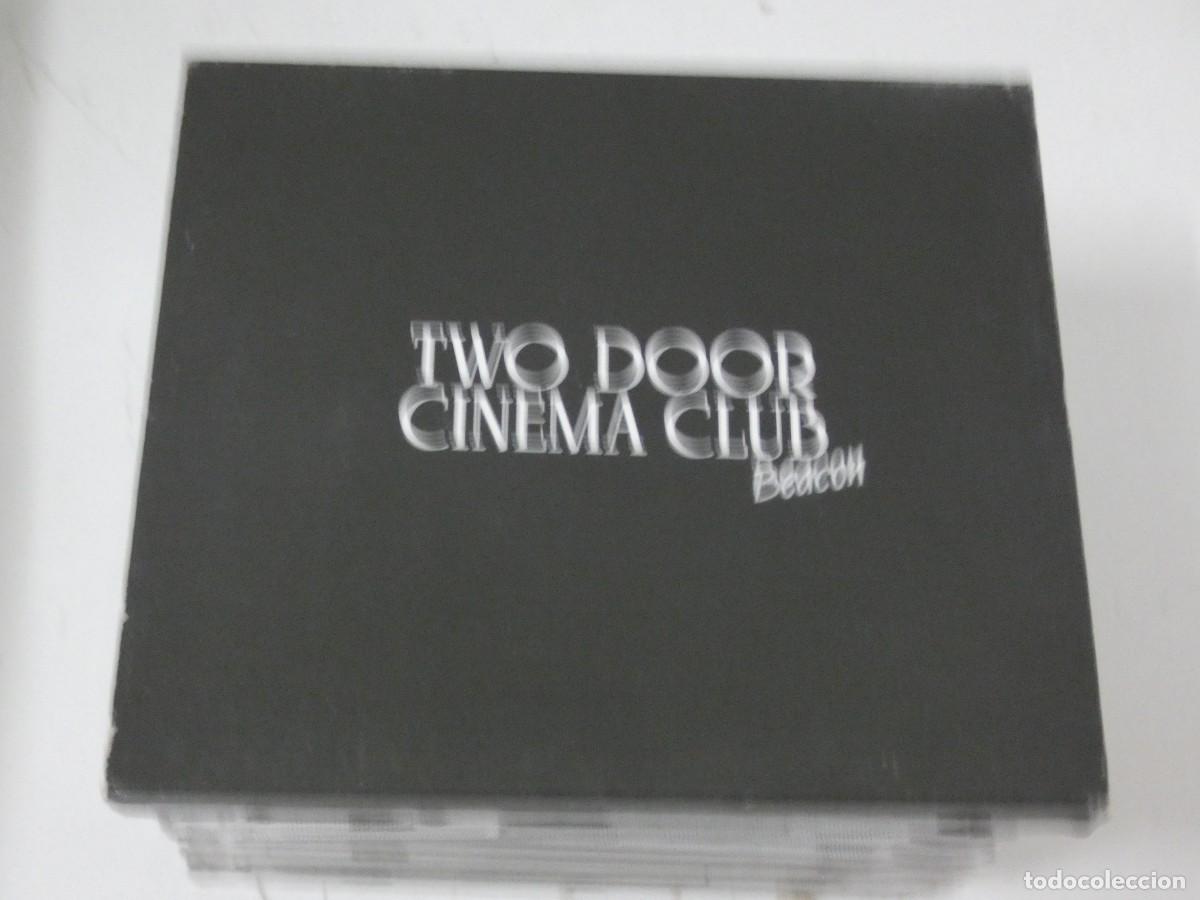 TWO DOOR
CINEMA CLUB
Beacon
todocoleccion